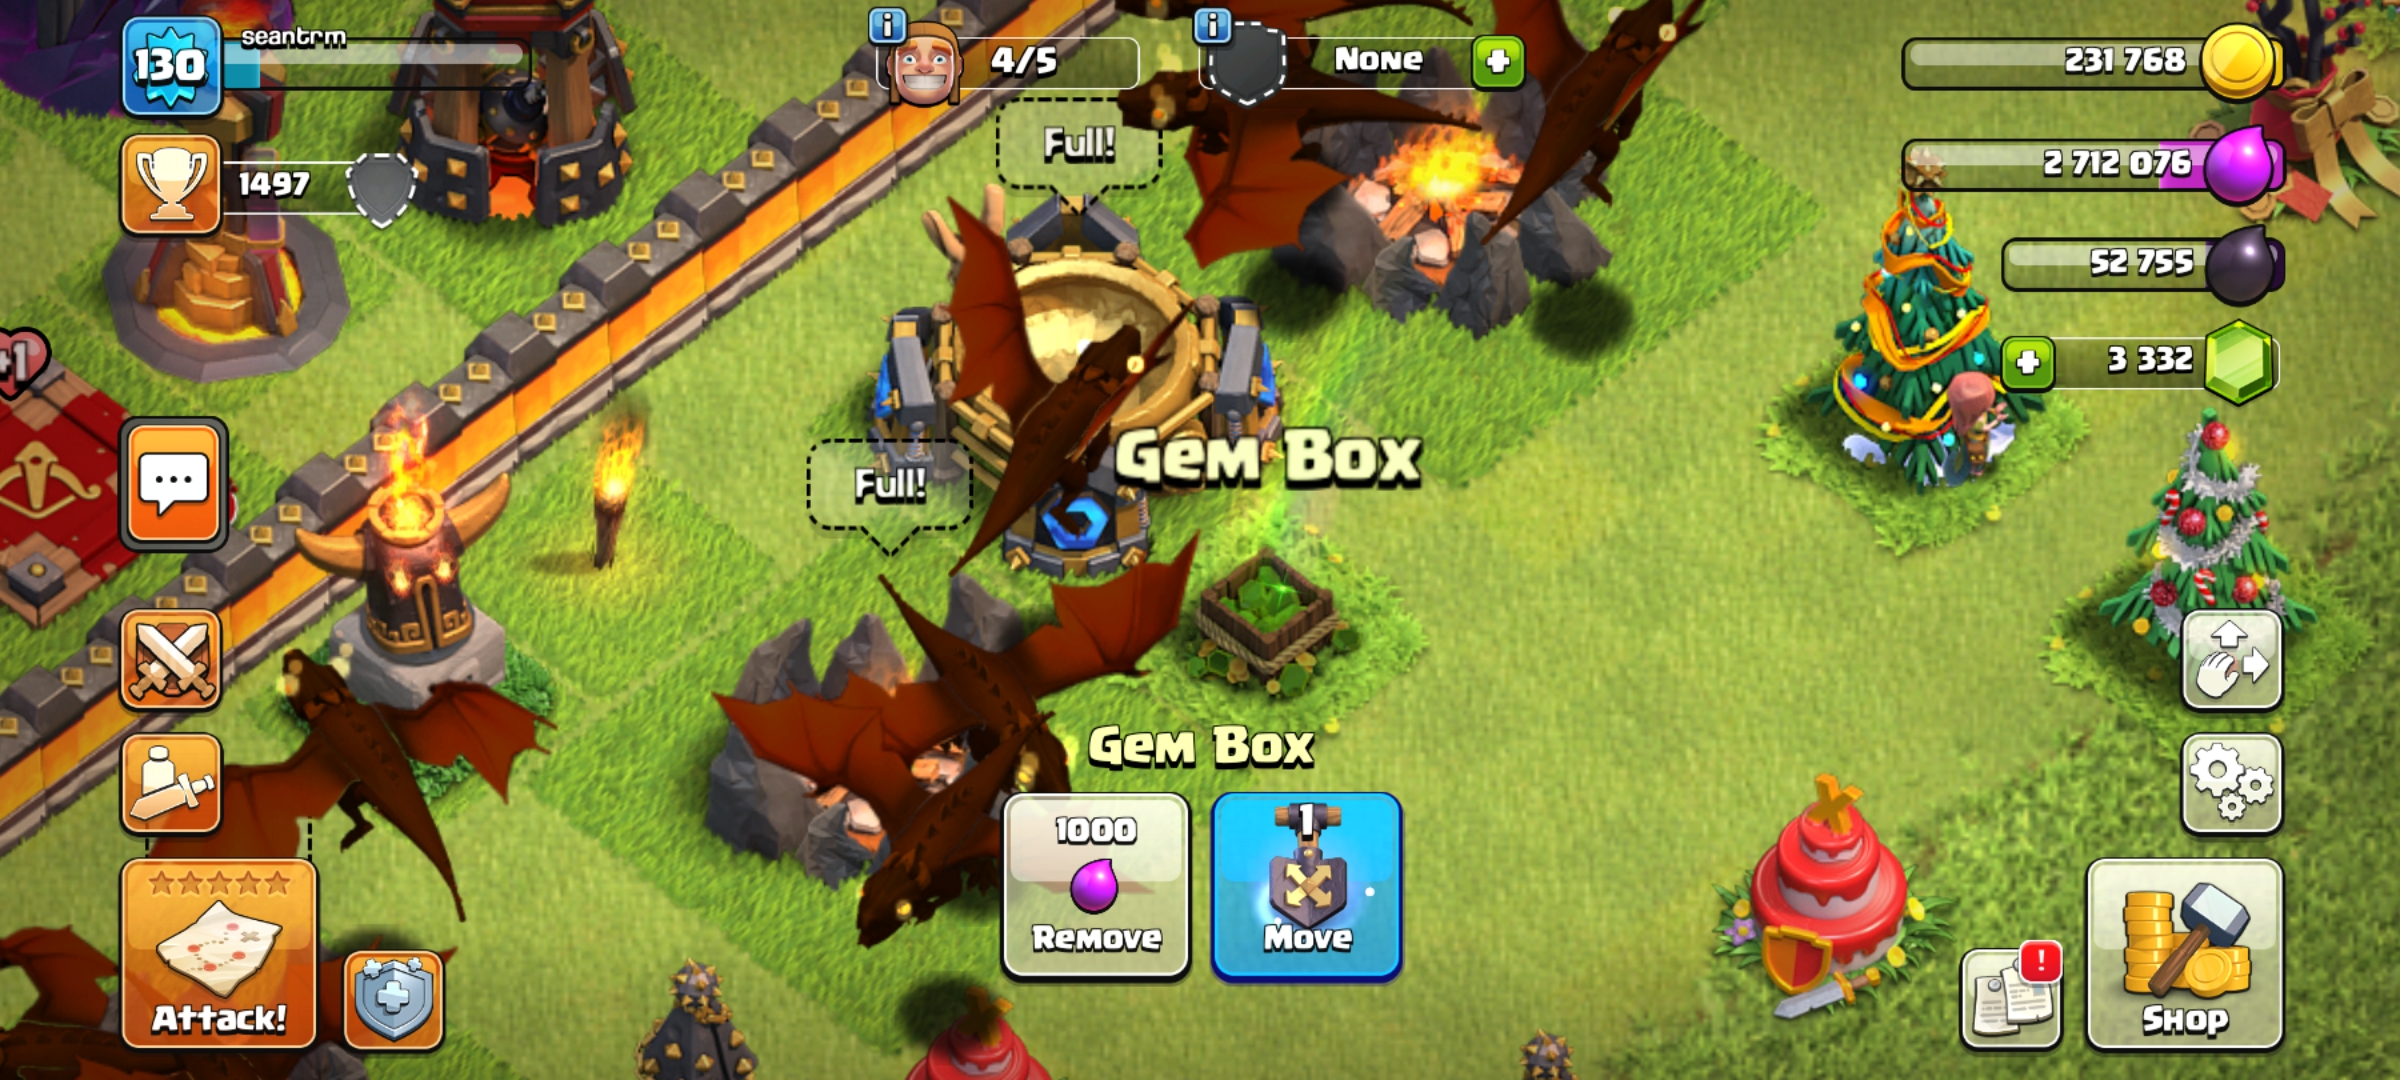 130
seantrm
i
4/5
i
None
231 768
Full!
1497
2 712 076
52 755
3 332
+1
Gem Box
Full!
Gem Box
1000
Remove
1
Move
Attack!
!
Shop